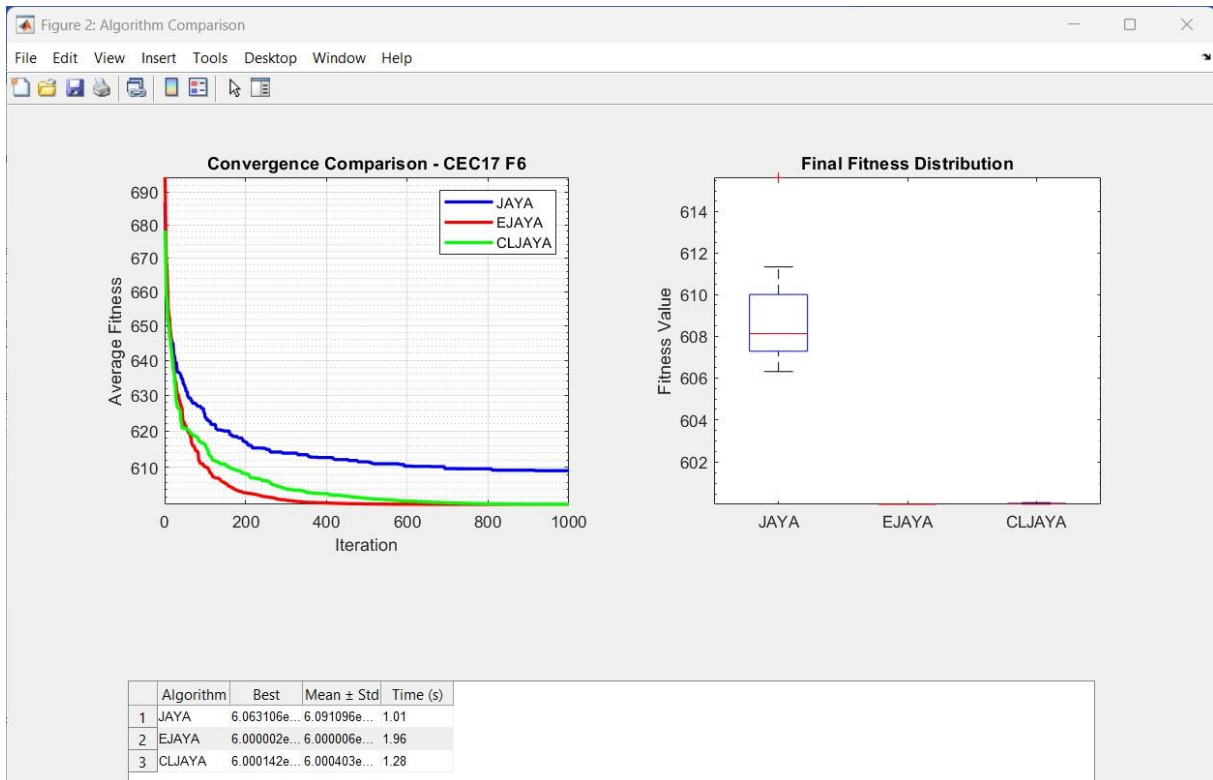 Figure 2: Algorithm Comparison
File Edit View Insert Tools Desktop Window Help
Convergence Comparison - CEC17 F6
690
680
670
660
650
640
630
620
610
0 200 400 600 800 1000
Average Fitness
Iteration
JAYA
EJAYA
CLJAYA
Final Fitness Distribution
614
612
610
608
606
604
602
Fitness Value
JAYA EJAYA CLJAYA
Algorithm Best Mean ± Std Time (s)
1 JAYA 6.063106e... 6.091096e... 1.01
2 EJAYA 6.000002e... 6.000006e... 1.96
3 CLJAYA 6.000142e... 6.000403e... 1.28